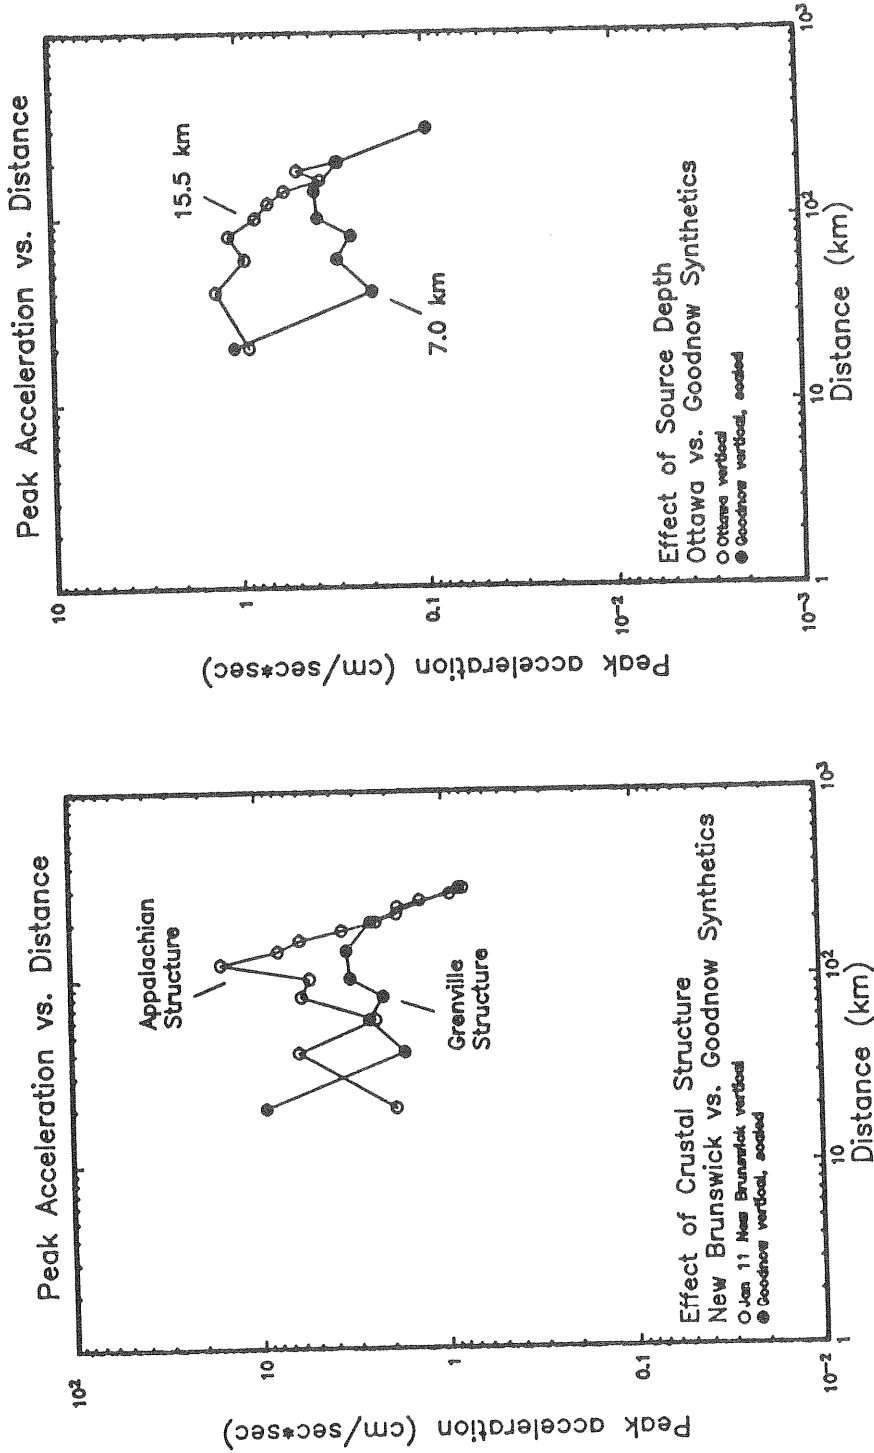 Peak Acceleration vs. Distance
Peak acceleration (cm/sec*sec)
10²
10
1
0.1
10⁻²
Appalachian
Structure
Grenville
Structure
Effect of Crustal Structure
New Brunswick vs. Goodnow Synthetics
Jan 11 New Brunswick vertical
Goodnow vertical, scaled
1
10
10²
10³
Distance (km)
Peak Acceleration vs. Distance
Peak acceleration (cm/sec*sec)
10
1
0.1
10⁻²
10⁻³
15.5 km
7.0 km
Effect of Source Depth
Ottawa vs. Goodnow Synthetics
Ottawa vertical
Goodnow vertical, scaled
1
10
10²
10³
Distance (km)